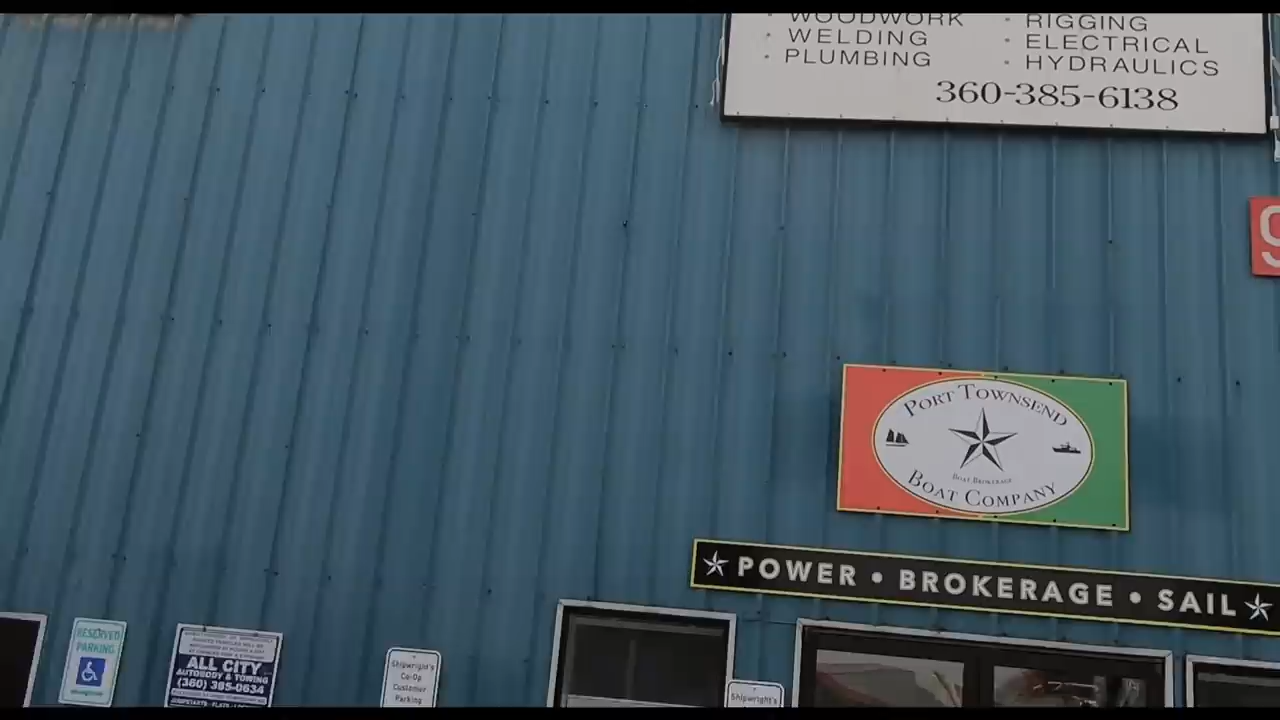 • WOODWORK
• WELDING
• PLUMBING
• RIGGING
• ELECTRICAL
• HYDRAULICS
360-385-6138
9
PORT TOWNSEND
BOAT BROKERAGE
BOAT COMPANY
POWER • BROKERAGE • SAIL
RESERVED
PARKING
ALL CITY
AUTOBODY & TOWING
(360) 385-0634
Shipwright's
Co-Op
Customer
Parking
Shipwright's